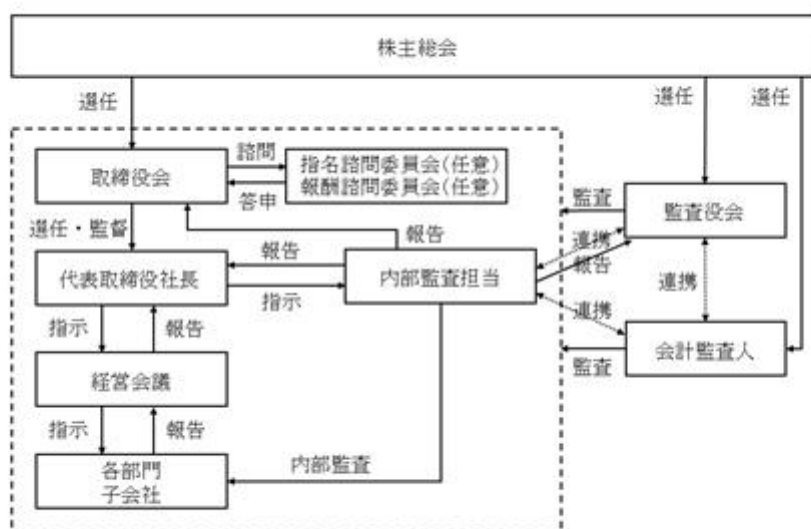 株主総会
選任
選任
選任
取締役会
諮問
答申
指名諮問委員会(任意)
報酬諮問委員会(任意)
監査
監査役会
選任・監督
報告
連携
報告
代表取締役社長
報告
指示
内部監査担当
連携
連携
指示
報告
会計監査人
監査
経営会議
指示
報告
内部監査
各部門
子会社